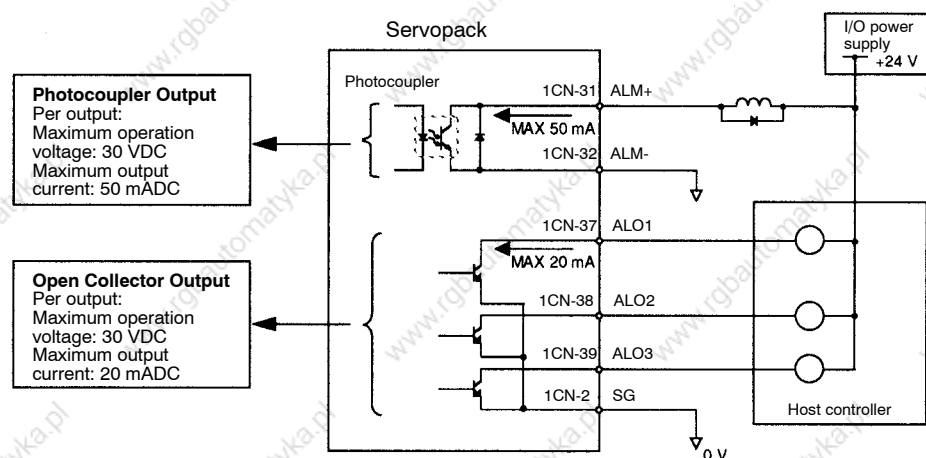 Servopack
I/O power
supply
+24 V
Photocoupler Output
Per output:
Maximum operation
voltage: 30 VDC
Maximum output
current: 50 mADC
Photocoupler
1CN-31 ALM+
MAX 50 mA
1CN-32 ALM-
1CN-37 ALO1
MAX 20 mA
Open Collector Output
Per output:
Maximum operation
voltage: 30 VDC
Maximum output
current: 20 mADC
1CN-38 ALO2
1CN-39 ALO3
1CN-2 SG
Host controller
0 V
www.rgbautomatyka.pl